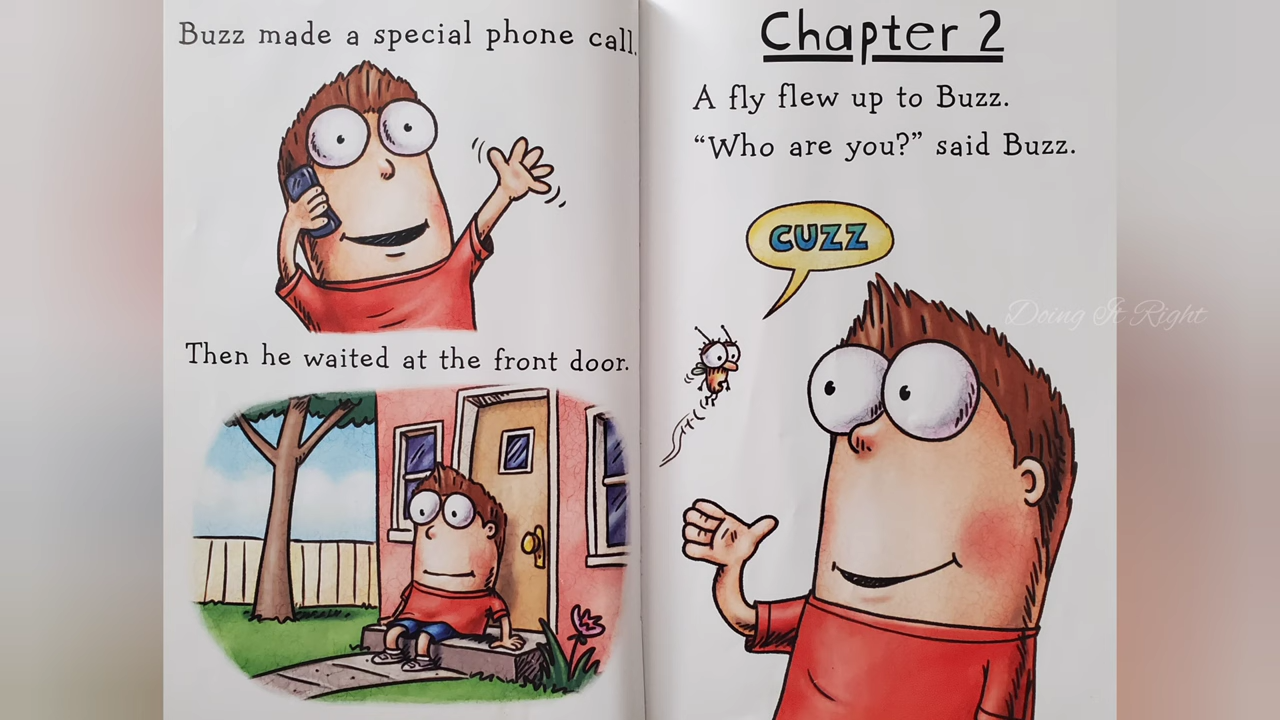 Buzz made a special phone call.
Then he waited at the front door.
Chapter 2
A fly flew up to Buzz.
“Who are you?” said Buzz.
CUZZ
Doing It Right